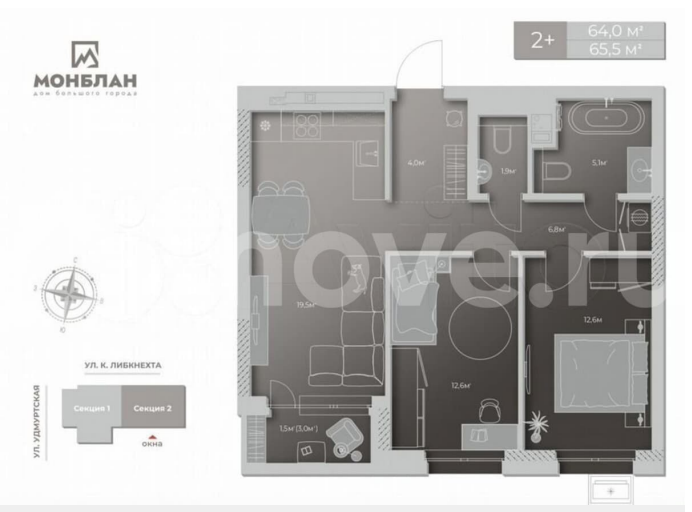 МОНБЛАН
дом большого города
2+
64,0 м²
65,5 м²
4,0м²
1,9м²
5,1м²
6,8м²
19,5м²
12,6м²
12,6м²
1,5м²(3,0м²)
С
З
В
Ю
УЛ. К. ЛИБКНЕХТА
УЛ. УДМУРТСКАЯ
Секция 1
Секция 2
окна
move.ru